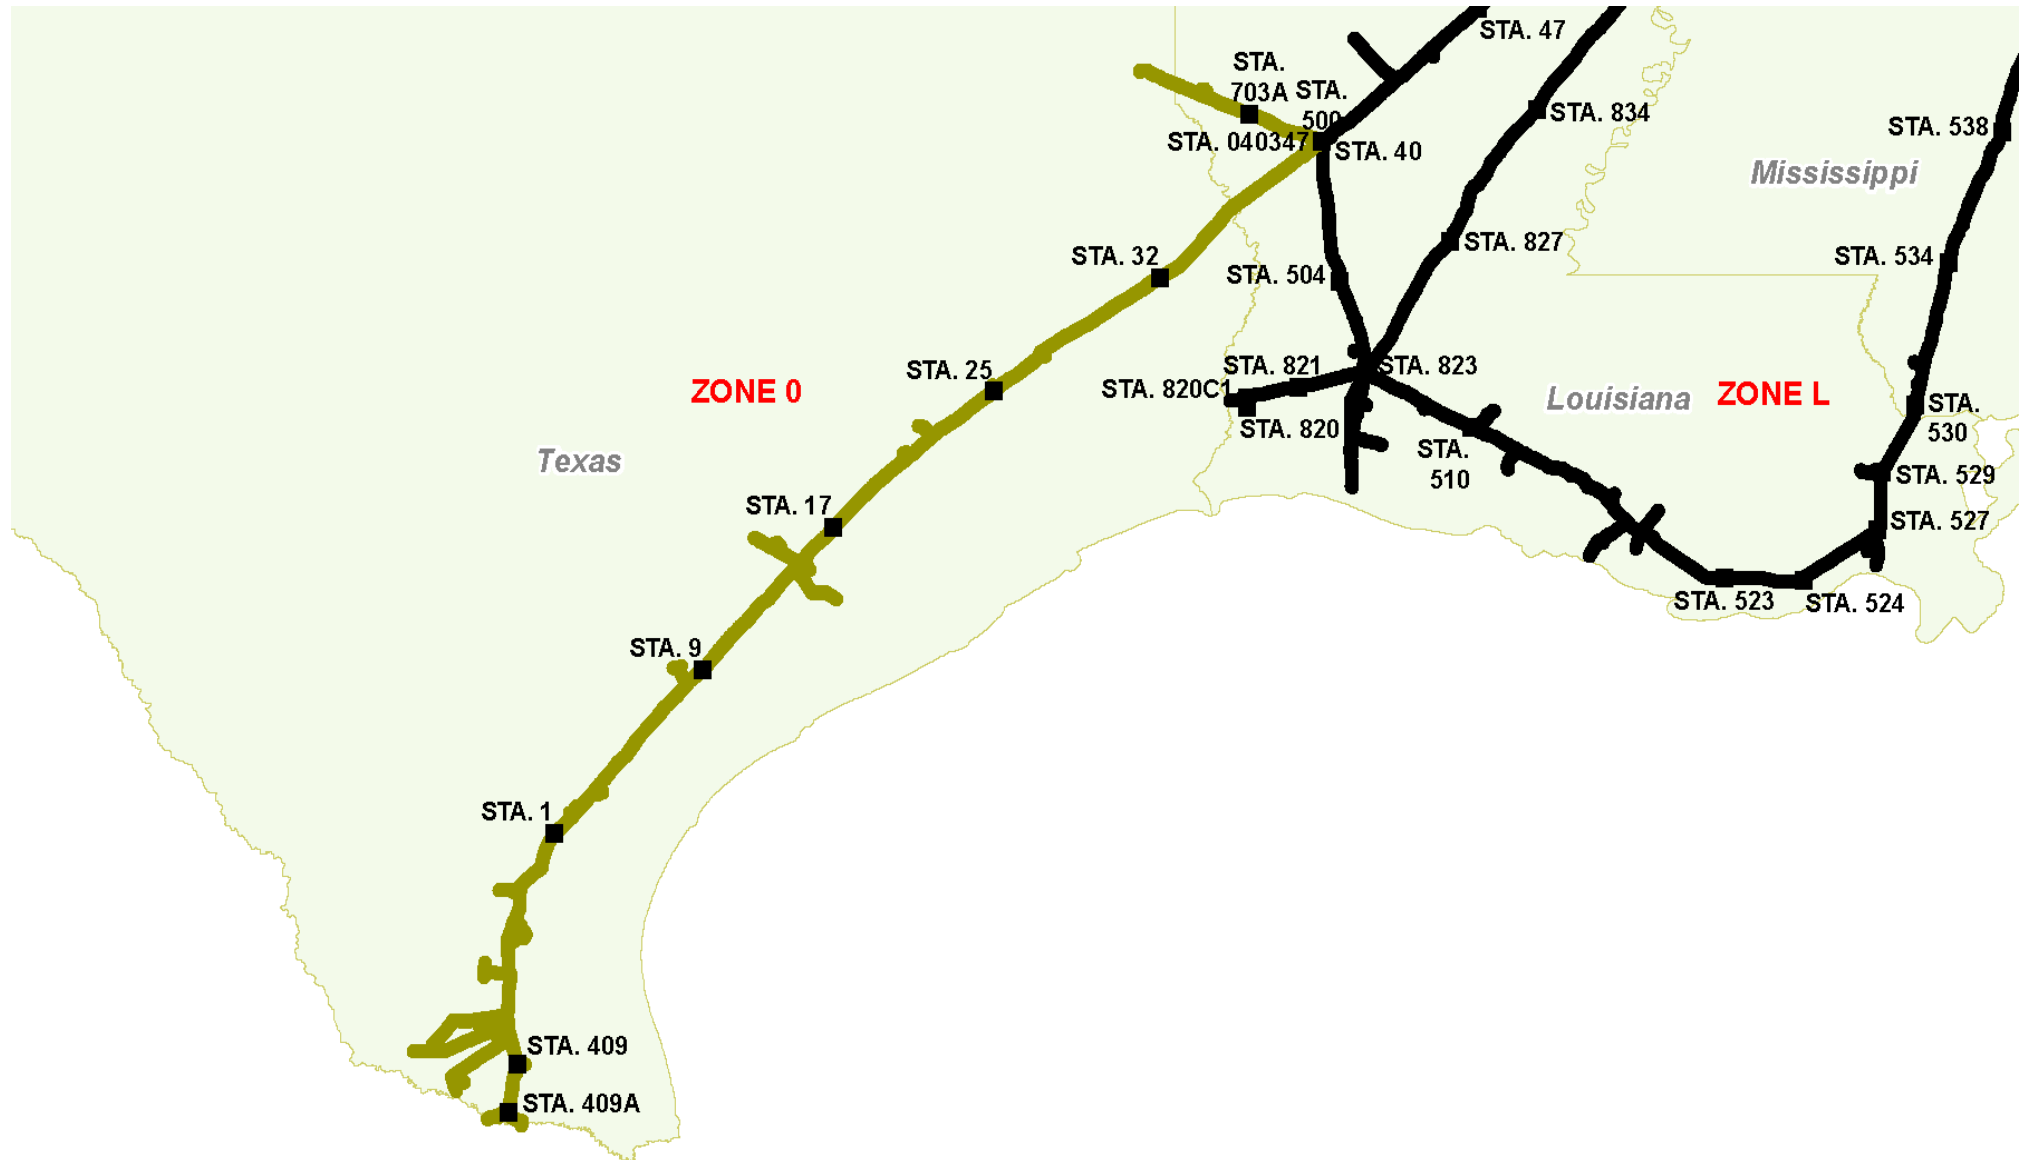 STA. 47
STA.
703A
STA.
500
STA. 834
STA. 538
STA. 040347
STA. 40
Mississippi
STA. 827
STA. 534
STA. 32
STA. 504
STA. 25
STA. 821
STA. 823
STA. 820C1
ZONE 0
Louisiana
ZONE L
STA.
530
STA. 820
STA.
510
Texas
STA. 529
STA. 17
STA. 527
STA. 523
STA. 524
STA. 9
STA. 1
STA. 409
STA. 409A